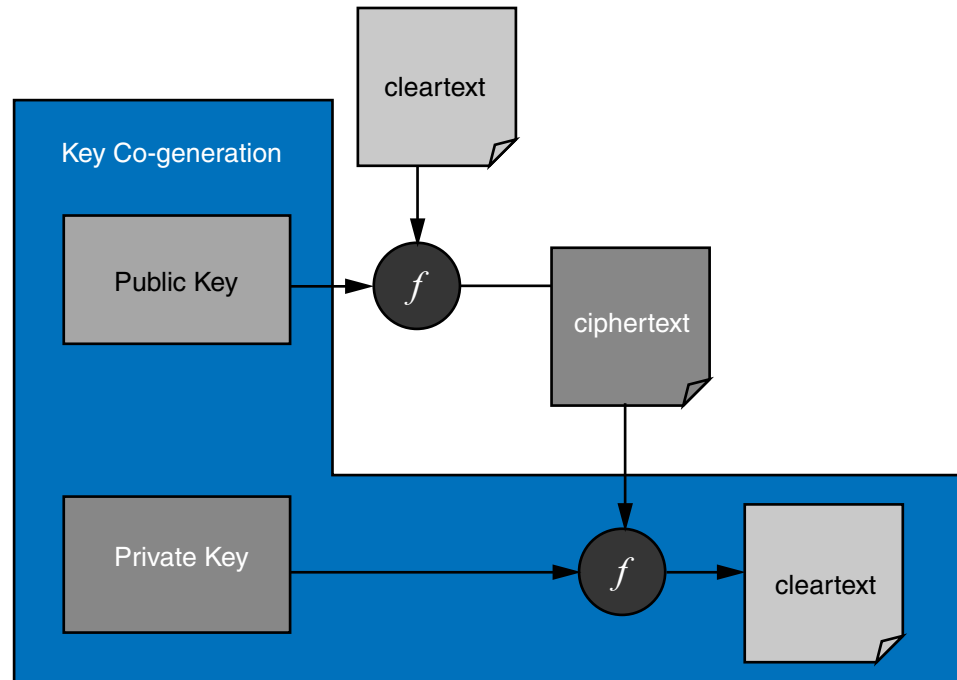 cleartext
Key Co-generation
Public Key
f
ciphertext
Private Key
f
cleartext